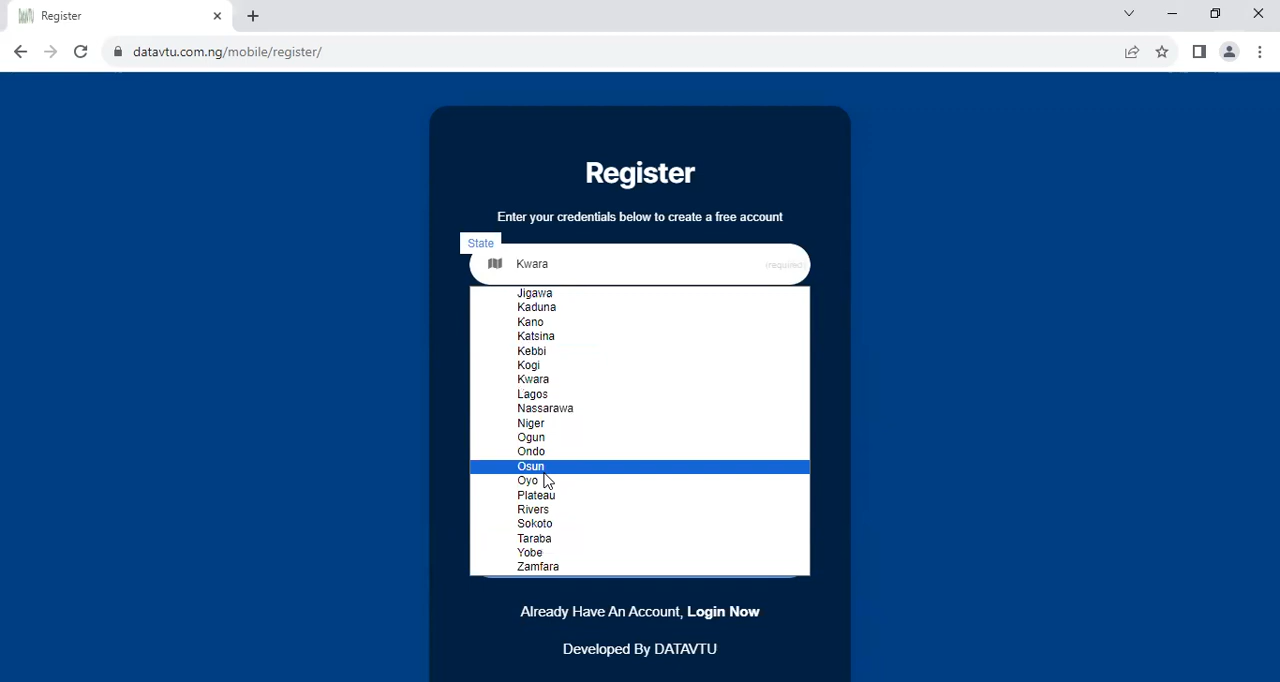 Register
datavtu.com.ng/mobile/register/
Register
Enter your credentials below to create a free account
State
Kwara
(required)
Jigawa
Kaduna
Kano
Katsina
Kebbi
Kogi
Kwara
Lagos
Nassarawa
Niger
Ogun
Ondo
Osun
Oyo
Plateau
Rivers
Sokoto
Taraba
Yobe
Zamfara
Already Have An Account, Login Now
Developed By DATAVTU